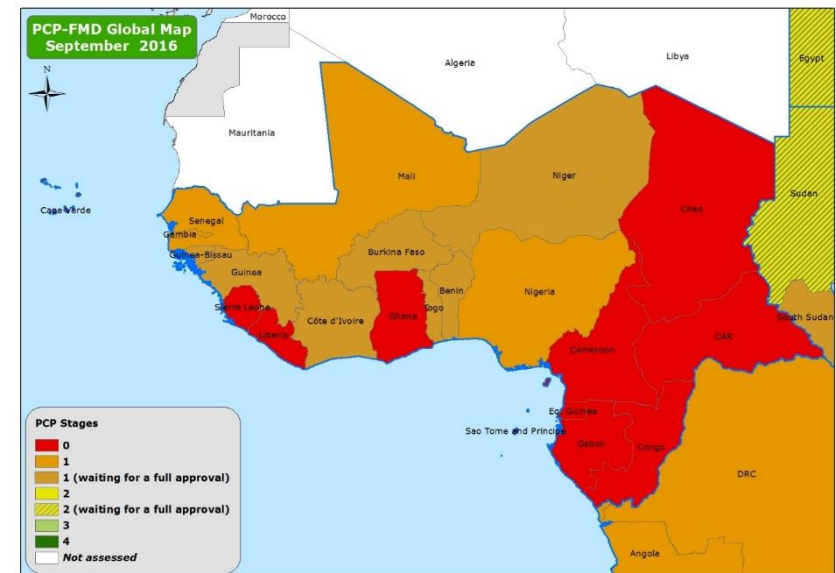 Morocco
PCP-FMD Global Map
September 2016
N
Algeria
Libya
Egypt
Mauritania
Mali
Niger
Chad
Sudan
Cape Verde
Senegal
Gambia
Guinea-Bissau
Guinea
Burkina Faso
Benin
Nigeria
Sierra Leone
Liberia
Côte d'Ivoire
Ghana
Togo
South Sudan
Cameroon
CAR
Eq. Guinea
Sao Tome and Principe
Gabon
Congo
DRC
Angola
PCP Stages
0
1
1 (waiting for a full approval)
2
2 (waiting for a full approval)
3
4
Not assessed